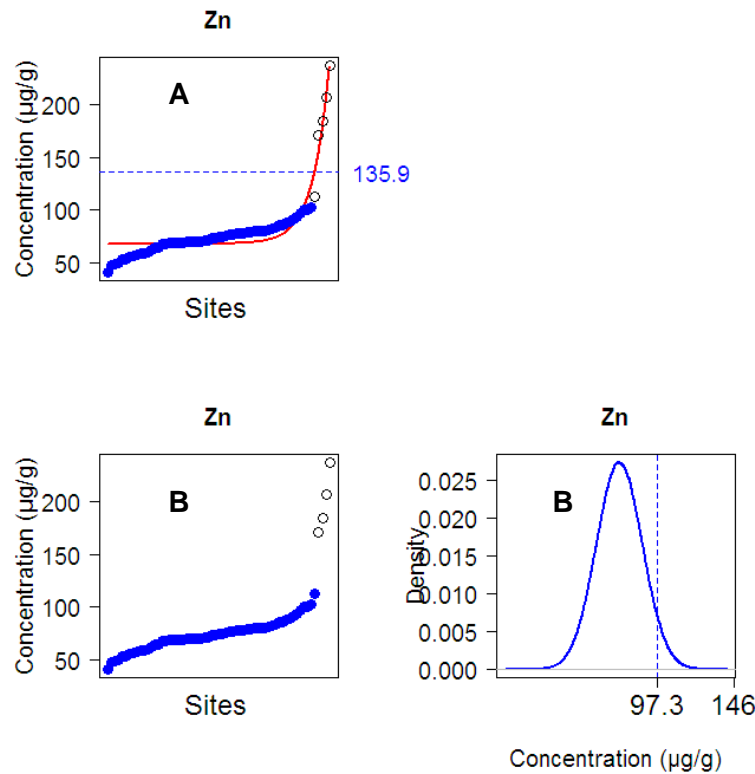 Zn
A
Concentration (µg/g)
200
150
100
50
135.9
Sites
Zn
B
Concentration (µg/g)
200
150
100
50
Sites
Zn
B
Density
0.025
0.020
0.015
0.010
0.005
0.000
97.3 146
Concentration (µg/g)